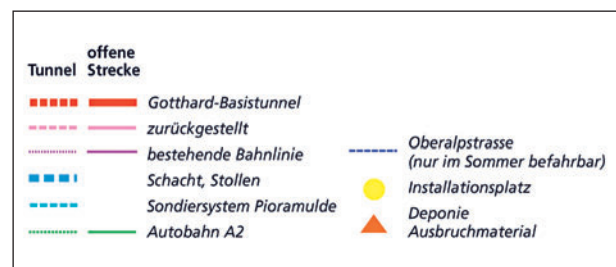 offene
Tunnel Strecke
Gotthard-Basistunnel
zurückgestellt
bestehende Bahnlinie
Schacht, Stollen
Sondiersystem Pioramulde
Autobahn A2
Oberalpstrasse
(nur im Sommer befahrbar)
Installationsplatz
Deponie
Ausbruchmaterial